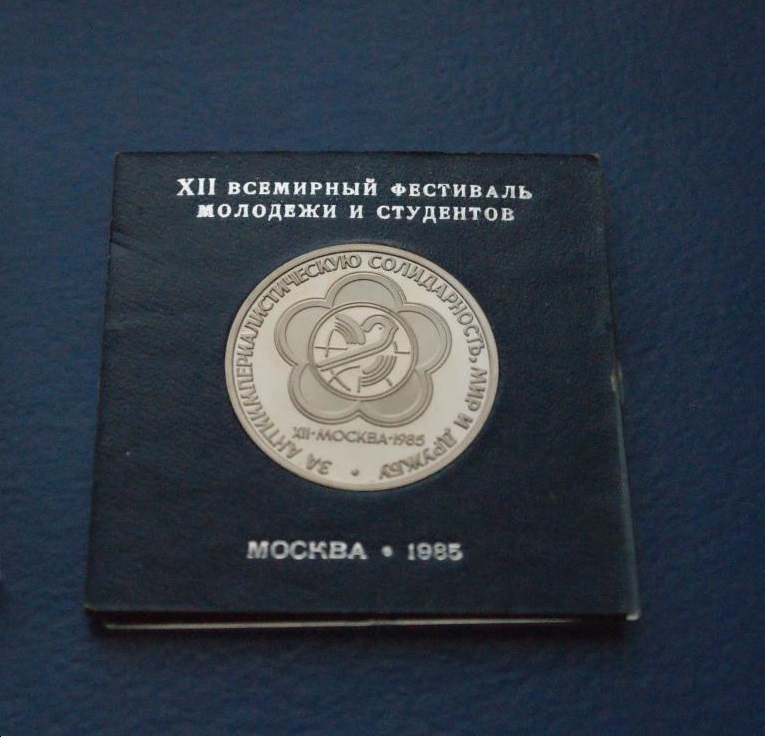 XII ВСЕМИРНЫЙ ФЕСТИВАЛЬ
МОЛОДЕЖИ И СТУДЕНТОВ
ЗА АНТИИМПЕРИАЛИСТИЧЕСКУЮ СОЛИДАРНОСТЬ, МИР И ДРУЖБУ •
XII·МОСКВА·1985
МОСКВА • 1985